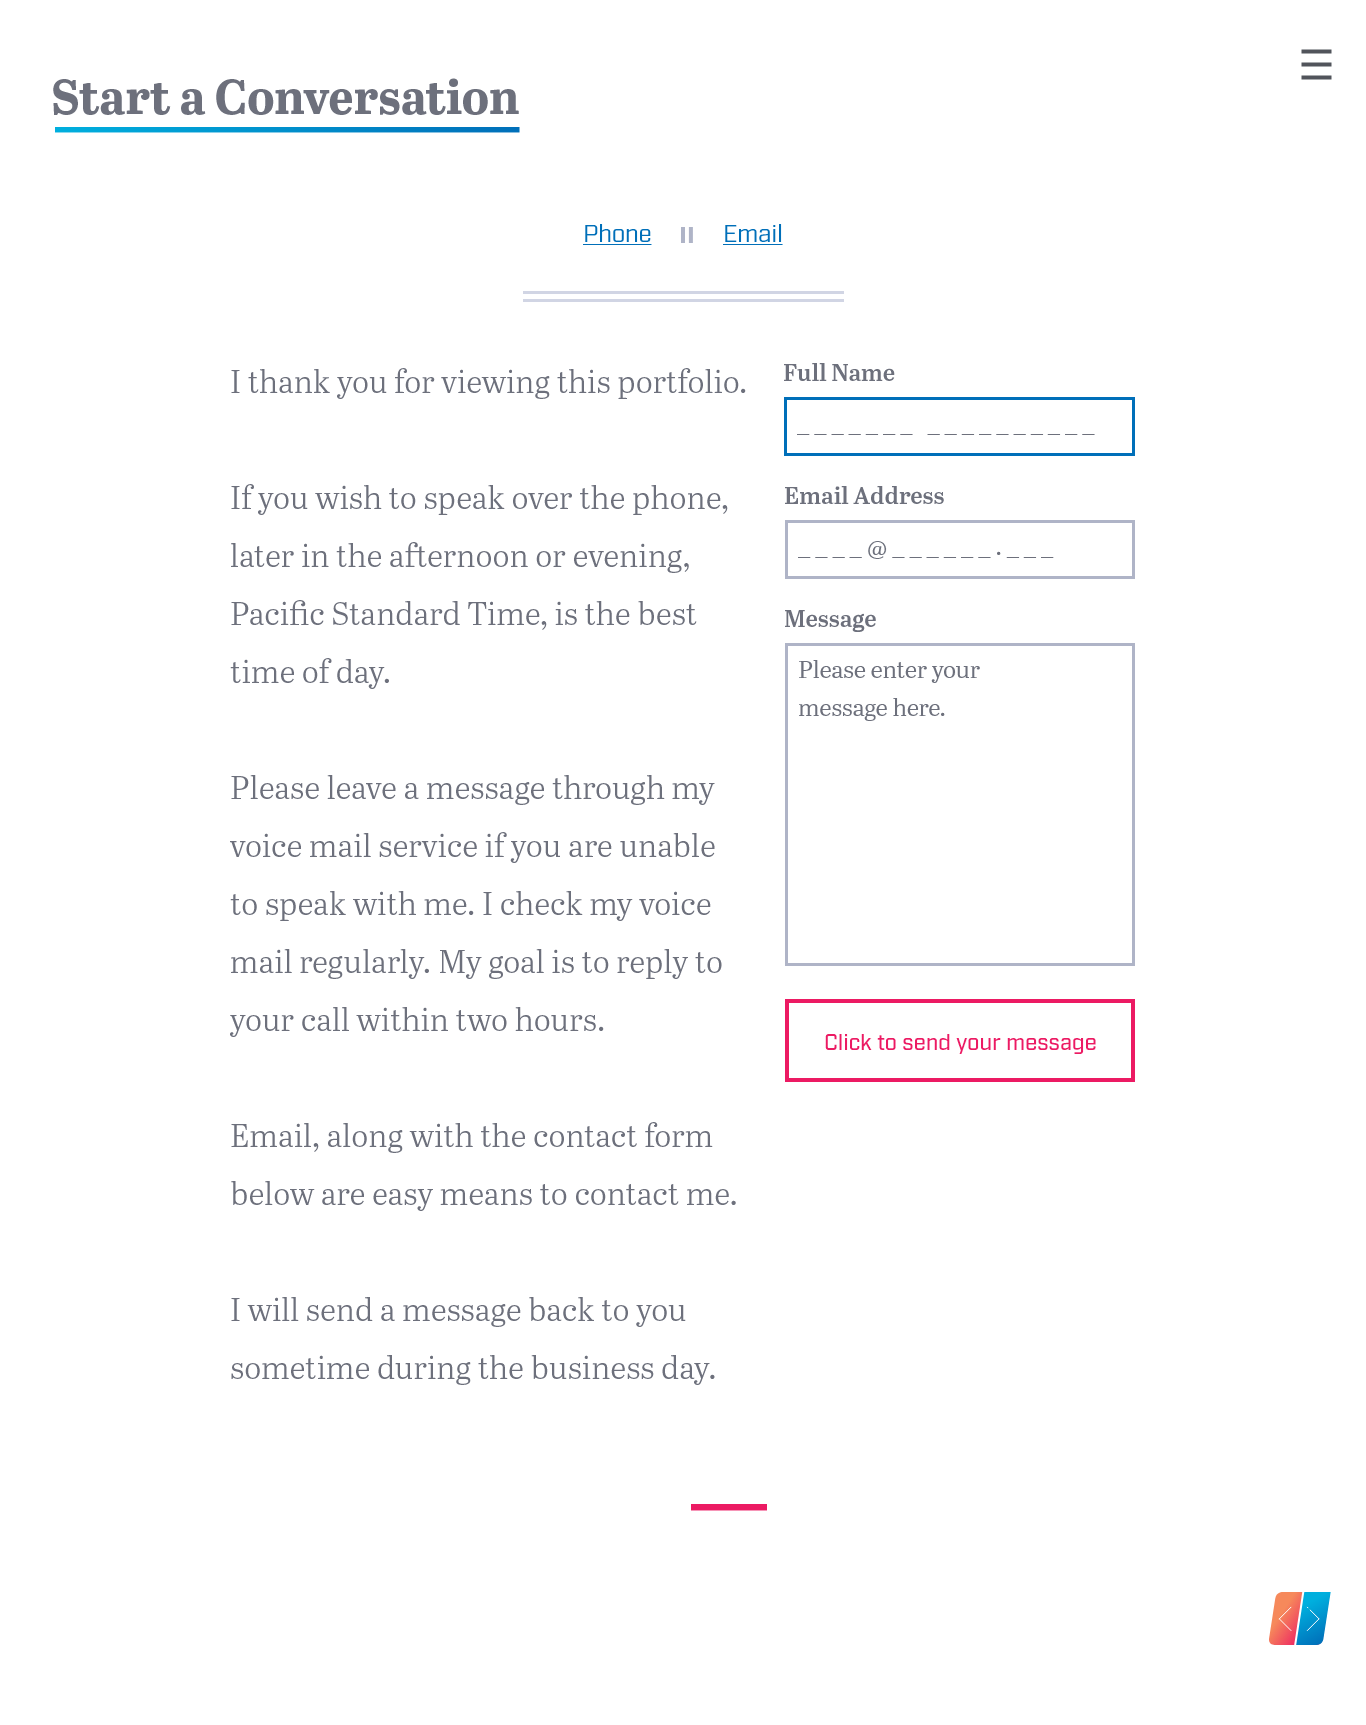 Start a Conversation
Phone
Email
I thank you for viewing this portfolio.
If you wish to speak over the phone,
later in the afternoon or evening,
Pacific Standard Time, is the best
time of day.
Please leave a message through my
voice mail service if you are unable
to speak with me. I check my voice
mail regularly. My goal is to reply to
your call within two hours.
Email, along with the contact form
below are easy means to contact me.
I will send a message back to you
sometime during the business day.
Full Name
_______ __________
Email Address
____@______.___
Message
Please enter your
message here.
Click to send your message